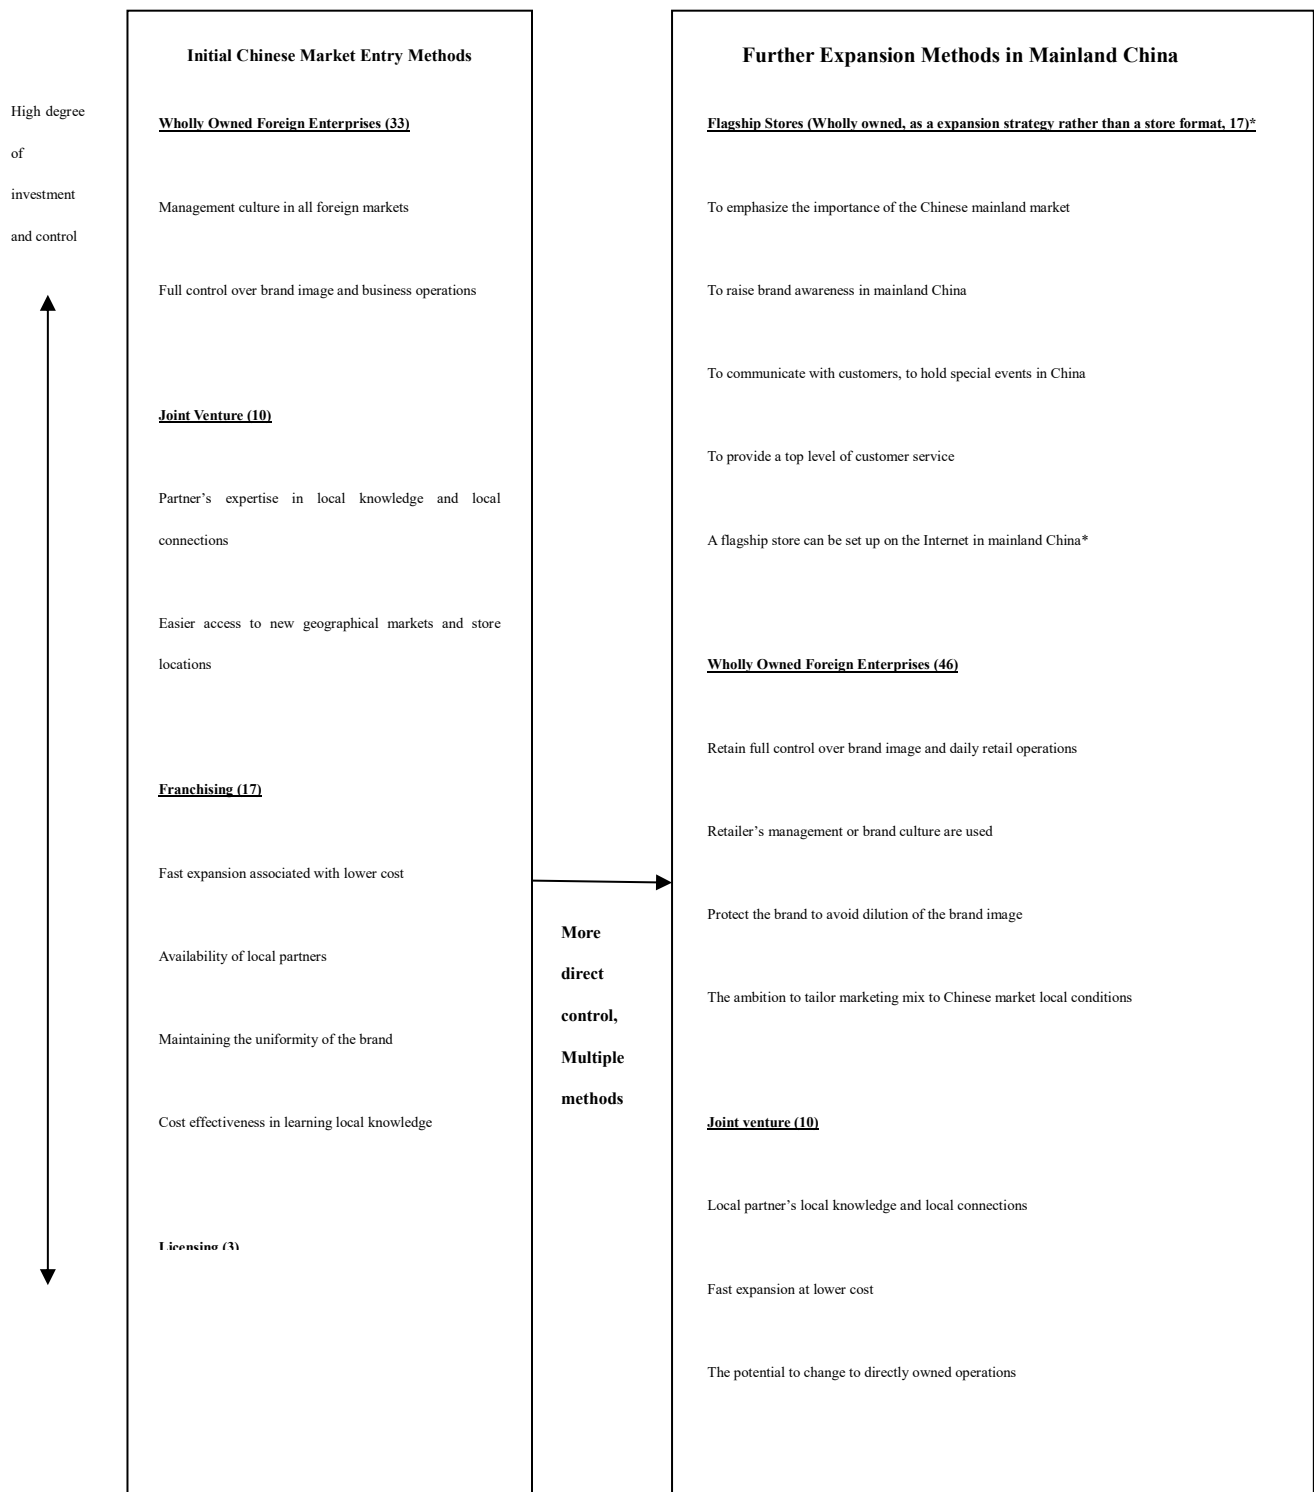 High degree
of
investment
and control
Initial Chinese Market Entry Methods
Wholly Owned Foreign Enterprises (33)
Management culture in all foreign markets
Full control over brand image and business operations
Joint Venture (10)
Partner’s expertise in local knowledge and local
connections
Easier access to new geographical markets and store
locations
Franchising (17)
Fast expansion associated with lower cost
Availability of local partners
Maintaining the uniformity of the brand
Cost effectiveness in learning local knowledge
Licensing (3)
More
direct
control,
Multiple
methods
Further Expansion Methods in Mainland China
Flagship Stores (Wholly owned, as a expansion strategy rather than a store format, 17)*
To emphasize the importance of the Chinese mainland market
To raise brand awareness in mainland China
To communicate with customers, to hold special events in China
To provide a top level of customer service
A flagship store can be set up on the Internet in mainland China*
Wholly Owned Foreign Enterprises (46)
Retain full control over brand image and daily retail operations
Retailer’s management or brand culture are used
Protect the brand to avoid dilution of the brand image
The ambition to tailor marketing mix to Chinese market local conditions
Joint venture (10)
Local partner’s local knowledge and local connections
Fast expansion at lower cost
The potential to change to directly owned operations